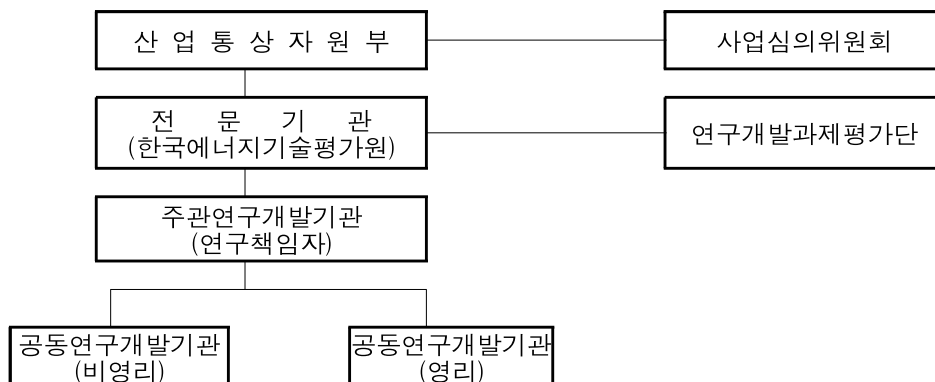 산 업 통 상 자 원 부
사업심의위원회
전 문 기 관
(한국에너지기술평가원)
연구개발과제평가단
주관연구개발기관
(연구책임자)
공동연구개발기관
(비영리)
공동연구개발기관
(영리)